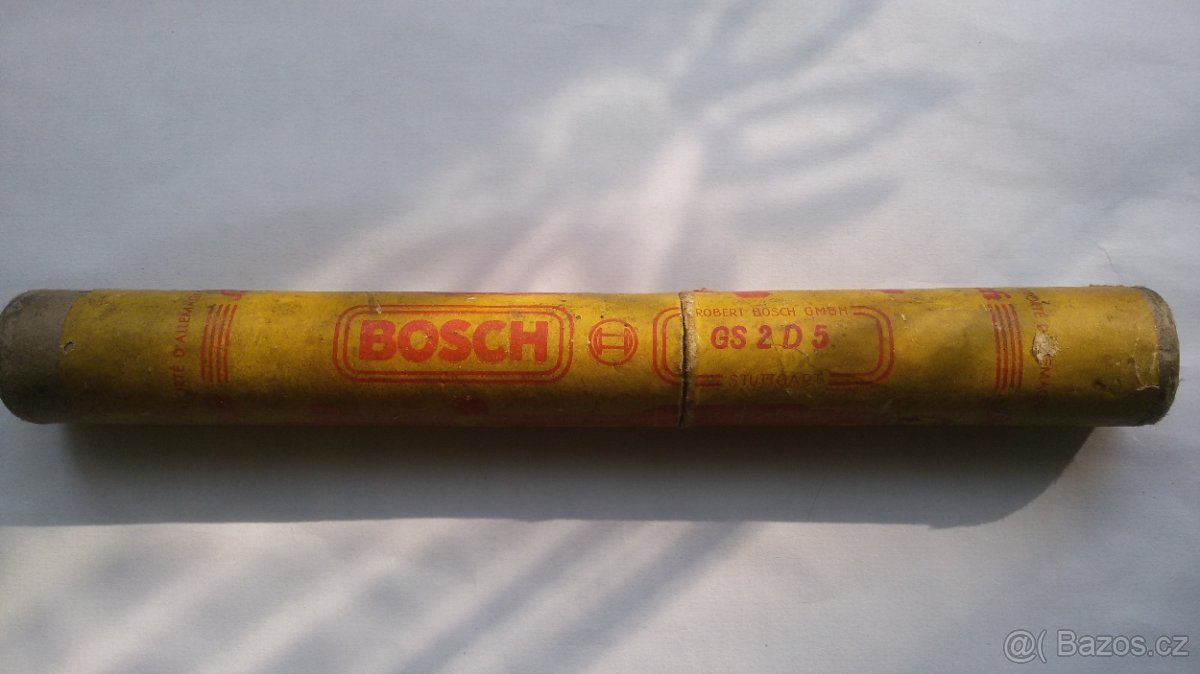 BOSCH
ROBERT BOSCH GMBH
GS 2 D 5
STUTTGART
Bazos.cz